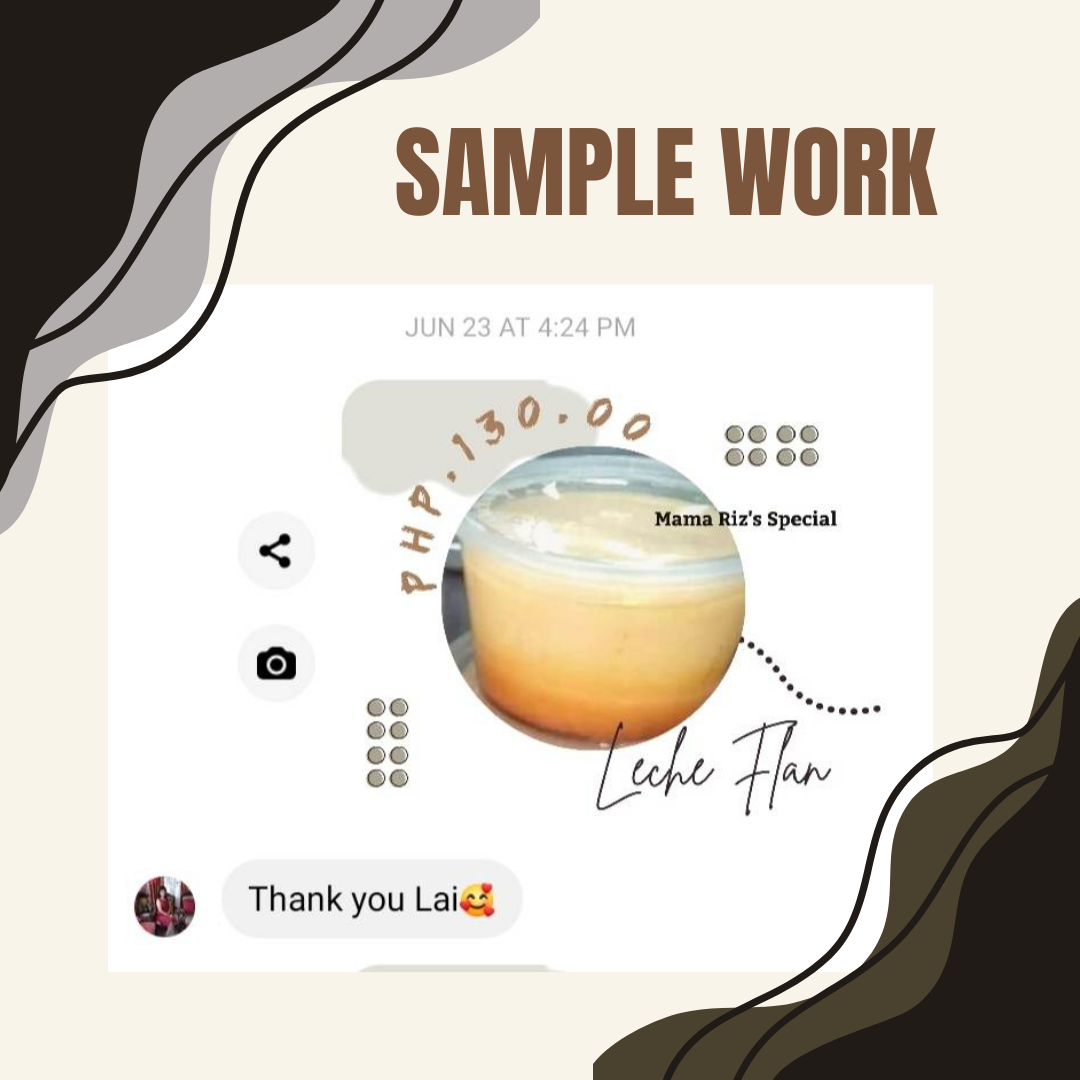 SAMPLE WORK
JUN 23 AT 4:24 PM
PHP.130.00
Mama Riz's Special
Leche Flan
Thank you Lai🥰